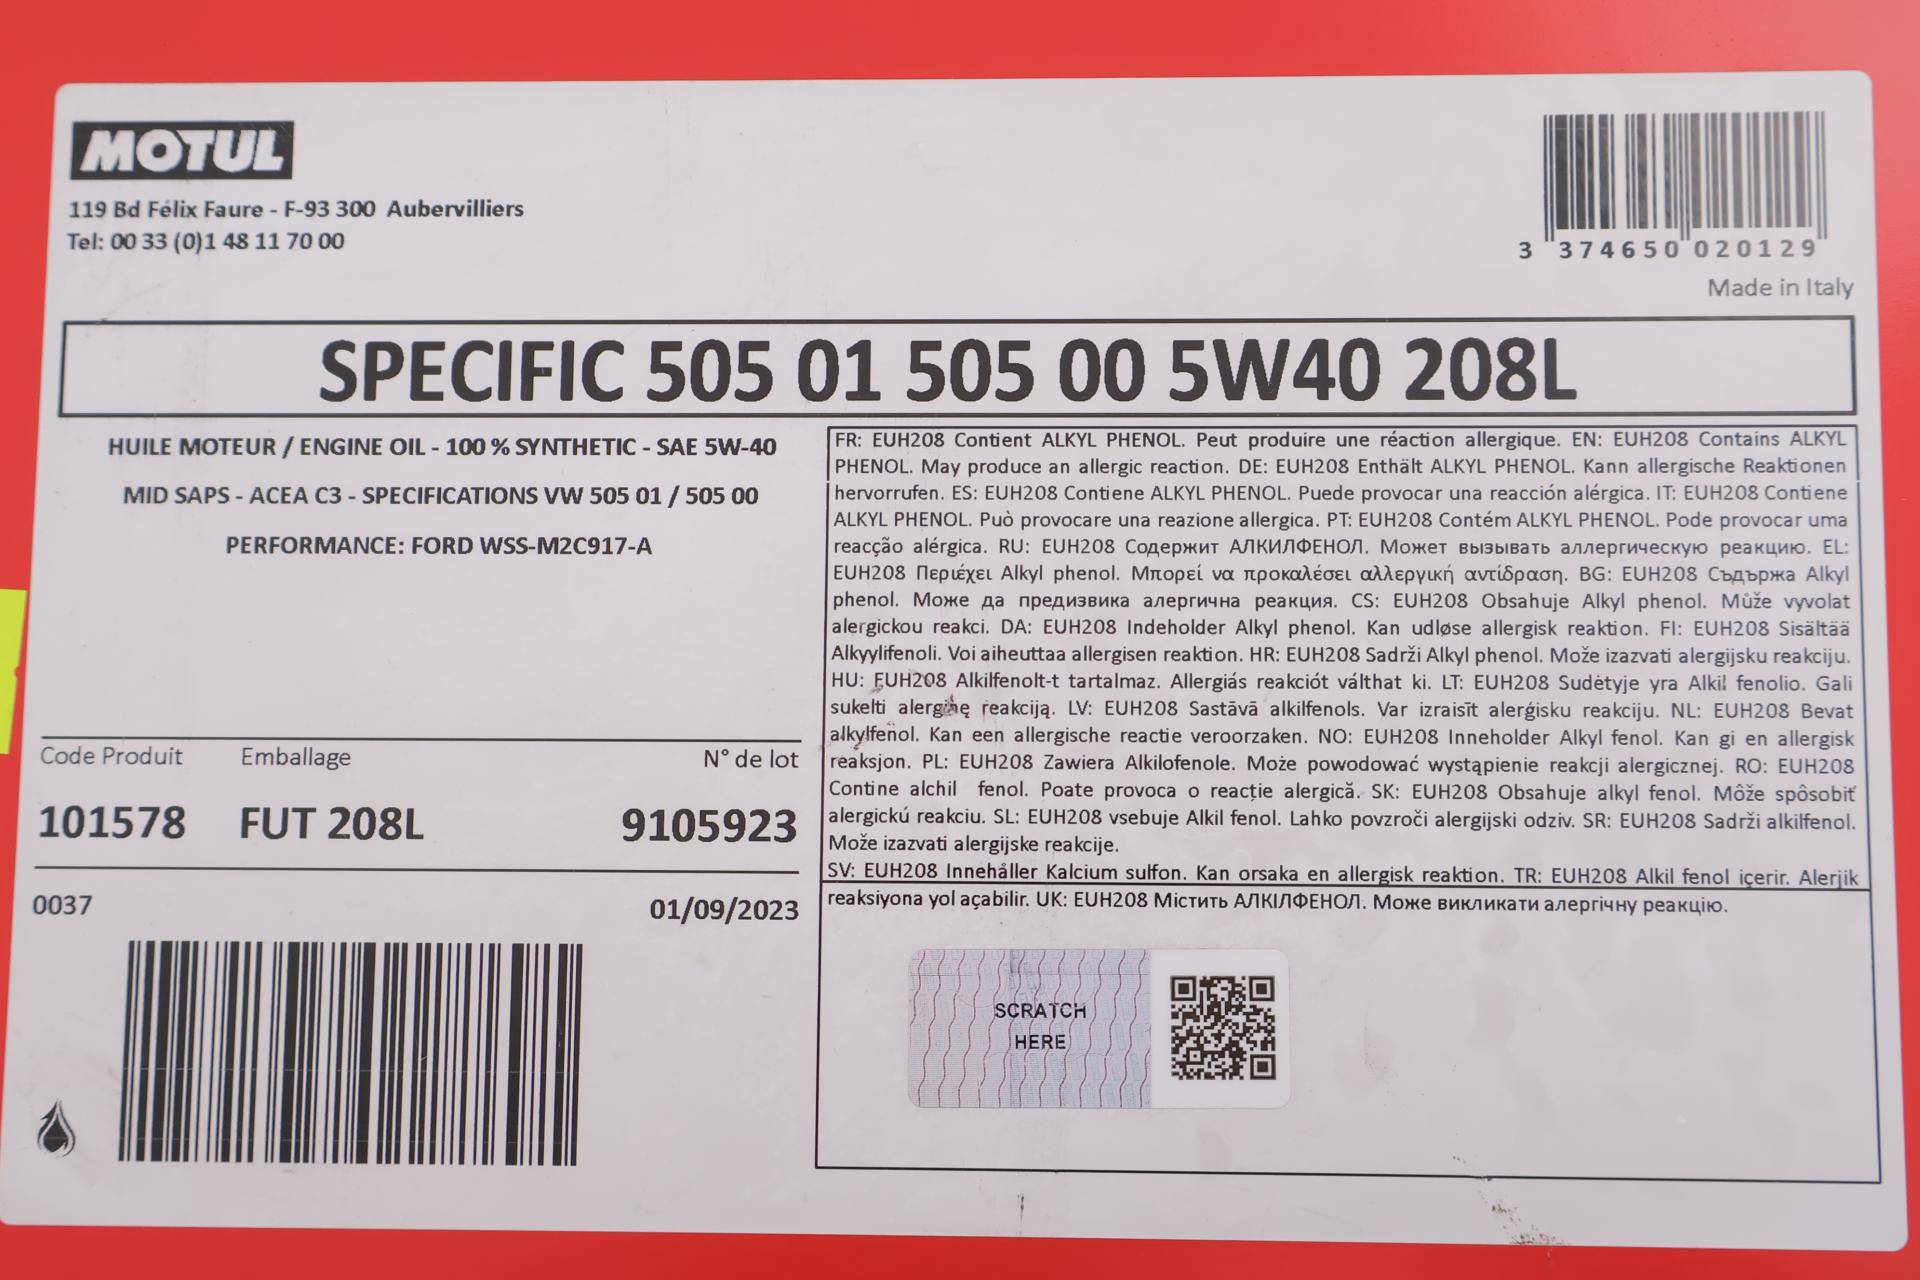 MOTUL
119 Bd Félix Faure - F-93 300 Aubervilliers
Tel: 00 33 (0)1 48 11 70 00
3 374650 020129
Made in Italy
SPECIFIC 505 01 505 00 5W40 208L
HUILE MOTEUR / ENGINE OIL - 100 % SYNTHETIC - SAE 5W-40
MID SAPS - ACEA C3 - SPECIFICATIONS VW 505 01 / 505 00
PERFORMANCE: FORD WSS-M2C917-A
Code Produit Emballage N° de lot
101578 FUT 208L 9105923
0037 01/09/2023
FR: EUH208 Contient ALKYL PHENOL. Peut produire une réaction allergique. EN: EUH208 Contains ALKYL
PHENOL. May produce an allergic reaction. DE: EUH208 Enthält ALKYL PHENOL. Kann allergische Reaktionen
hervorrufen. ES: EUH208 Contiene ALKYL PHENOL. Puede provocar una reacción alérgica. IT: EUH208 Contiene
ALKYL PHENOL. Può provocare una reazione allergica. PT: EUH208 Contém ALKYL PHENOL. Pode provocar uma
reacção alérgica. RU: EUH208 Содержит АЛКИЛФЕНОЛ. Может вызывать аллергическую реакцию. EL:
EUH208 Περιέχει Alkyl phenol. Μπορεί να προκαλέσει αλλεργική αντίδραση. BG: EUH208 Съдържа Alkyl
phenol. Може да предизвика алергична реакция. CS: EUH208 Obsahuje Alkyl phenol. Může vyvolat
alergickou reakci. DA: EUH208 Indeholder Alkyl phenol. Kan udløse allergisk reaktion. FI: EUH208 Sisältää
Alkyylifenoli. Voi aiheuttaa allergisen reaktion. HR: EUH208 Sadrži Alkyl phenol. Može izazvati alergijsku reakciju.
HU: EUH208 Alkilfenolt-t tartalmaz. Allergiás reakciót válthat ki. LT: EUH208 Sudėtyje yra Alkil fenolio. Gali
sukelti alerginę reakciją. LV: EUH208 Sastāvā alkilfenols. Var izraisīt alerģisku reakciju. NL: EUH208 Bevat
alkylfenol. Kan een allergische reactie veroorzaken. NO: EUH208 Inneholder Alkyl fenol. Kan gi en allergisk
reaksjon. PL: EUH208 Zawiera Alkilofenole. Może powodować wystąpienie reakcji alergicznej. RO: EUH208
Contine alchil fenol. Poate provoca o reacție alergică. SK: EUH208 Obsahuje alkyl fenol. Môže spôsobiť
alergickú reakciu. SL: EUH208 vsebuje Alkil fenol. Lahko povzroči alergijski odziv. SR: EUH208 Sadrži alkilfenol.
Može izazvati alergijske reakcije.
SV: EUH208 Innehåller Kalcium sulfon. Kan orsaka en allergisk reaktion. TR: EUH208 Alkil fenol içerir. Alerjik
reaksiyona yol açabilir. UK: EUH208 Містить АЛКІЛФЕНОЛ. Може викликати алергічну реакцію.
SCRATCH
HERE